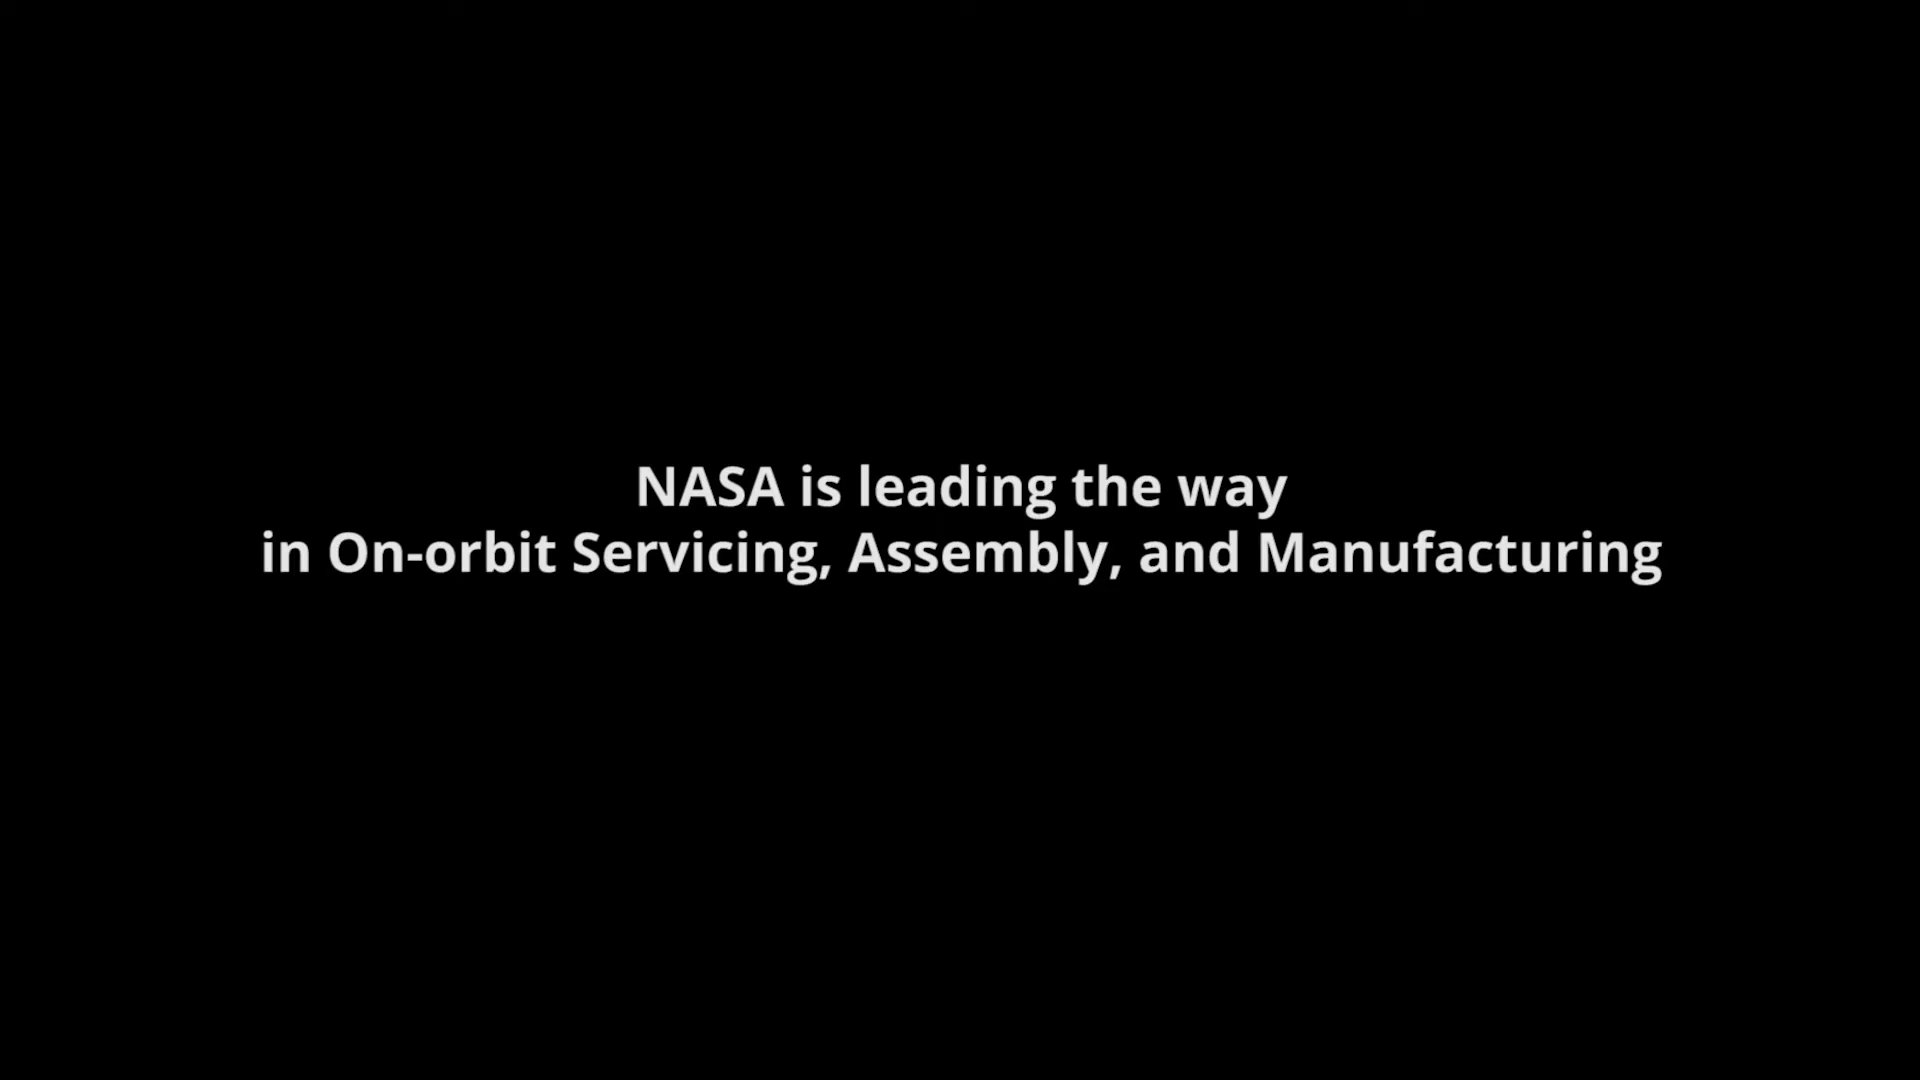 NASA is leading the way
in On-orbit Servicing, Assembly, and Manufacturing